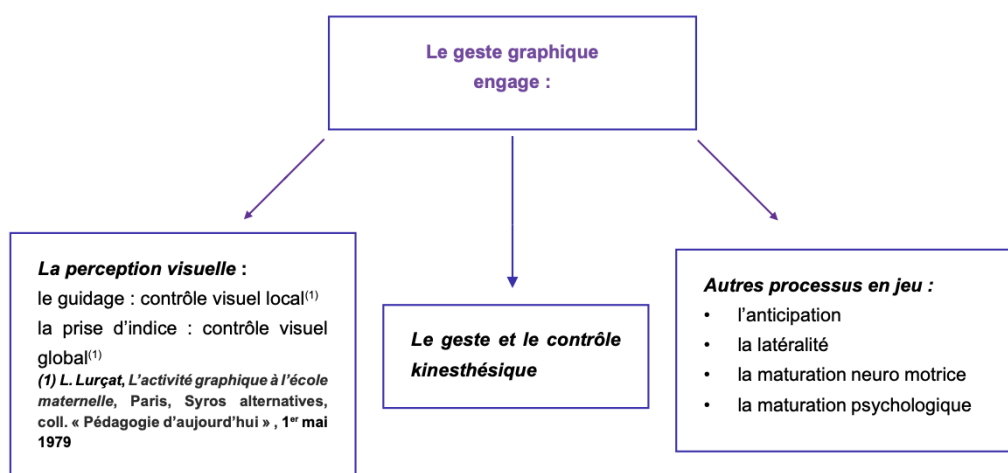 Le geste graphique
engage :
La perception visuelle :
le guidage : contrôle visuel local(1)
la prise d’indice : contrôle visuel
global(1)
(1) L. Lurçat, L’activité graphique à l’école
maternelle, Paris, Syros alternatives,
coll. « Pédagogie d’aujourd’hui » , 1er mai
1979
Le geste et le contrôle
kinesthésique
Autres processus en jeu :
• l’anticipation
• la latéralité
• la maturation neuro motrice
• la maturation psychologique